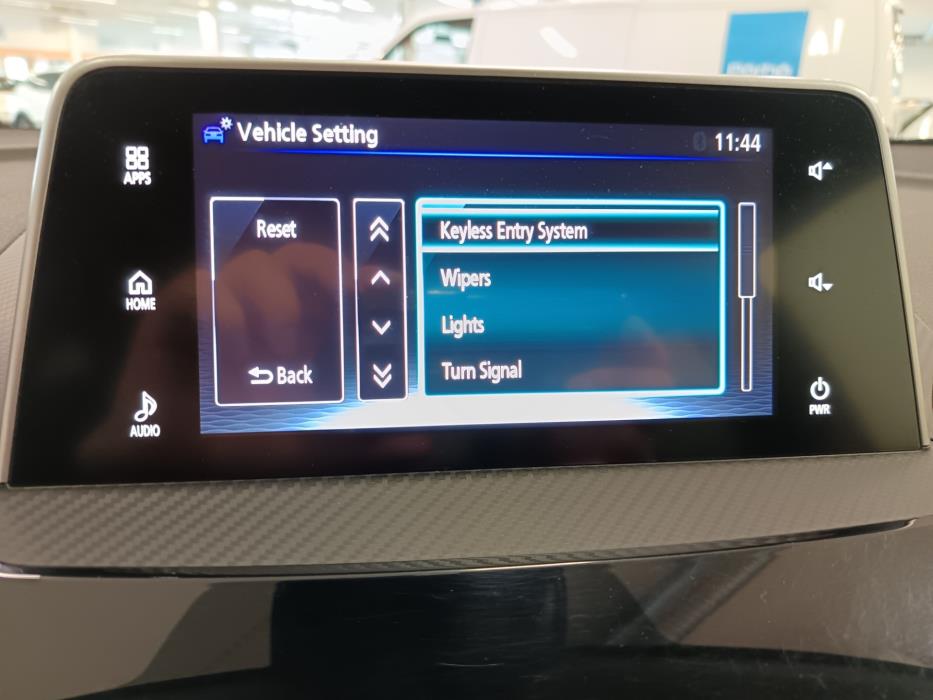 Vehicle Setting
11:44
APPS
HOME
AUDIO
Reset
Back
Keyless Entry System
Wipers
Lights
Turn Signal
PWR